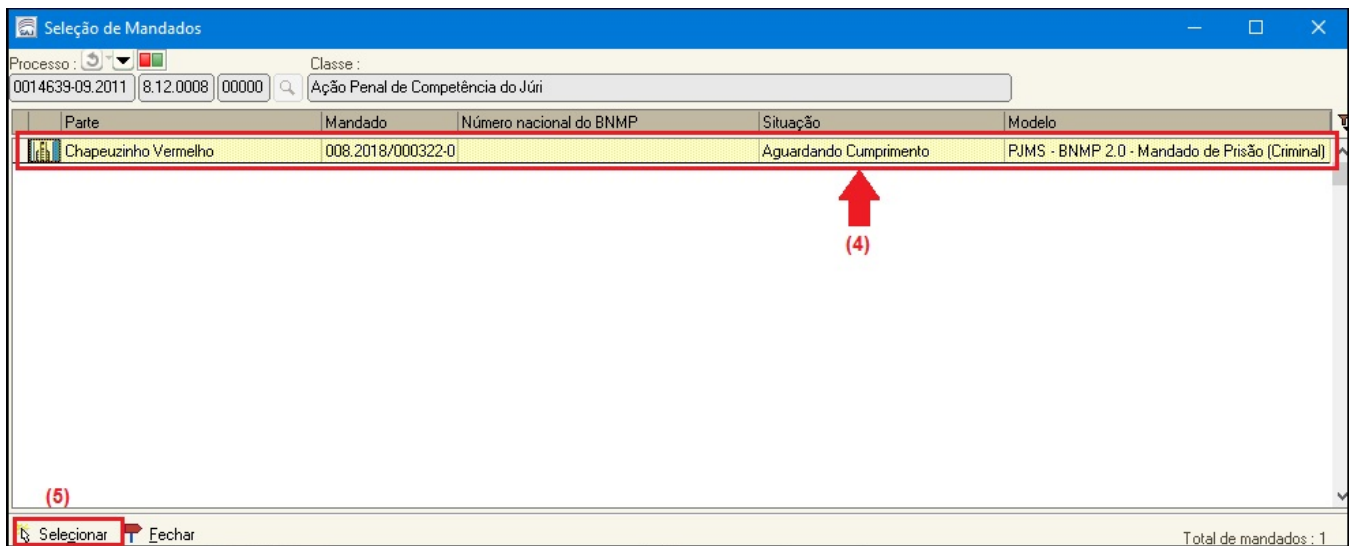 Seleção de Mandados
Processo : Classe :
0014639-09.2011 8.12.0008 00000 Ação Penal de Competência do Júri
Parte Mandado Número nacional do BNMP Situação Modelo
Chapeuzinho Vermelho 008.2018/000322-0 Aguardando Cumprimento PJMS - BNMP 2.0 - Mandado de Prisão (Criminal)
(4)
(5)
Selecionar Fechar Total de mandados : 1